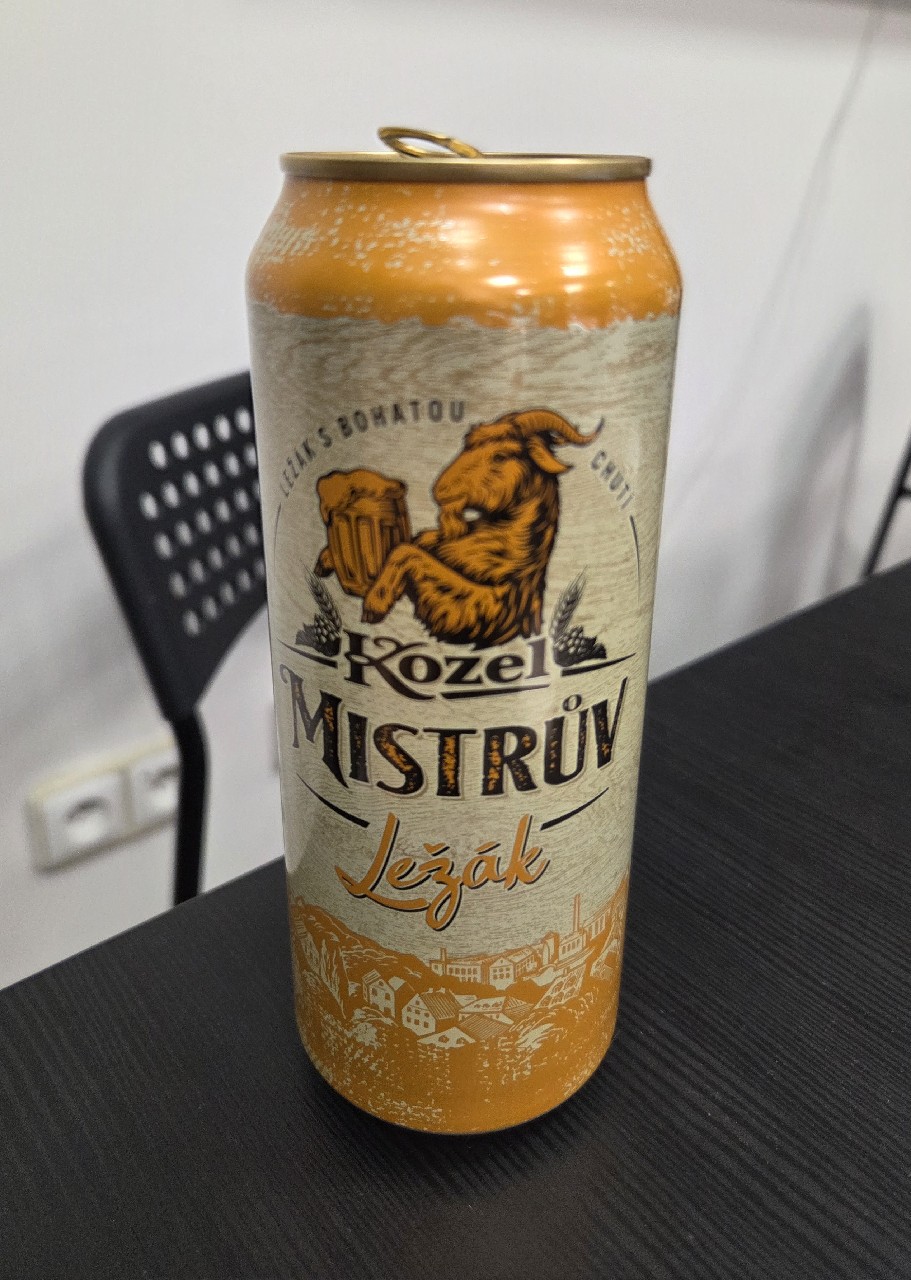 LEŽÁK S BOHATOU CHUTÍ
Kozel
MISTRŮV
Ležák